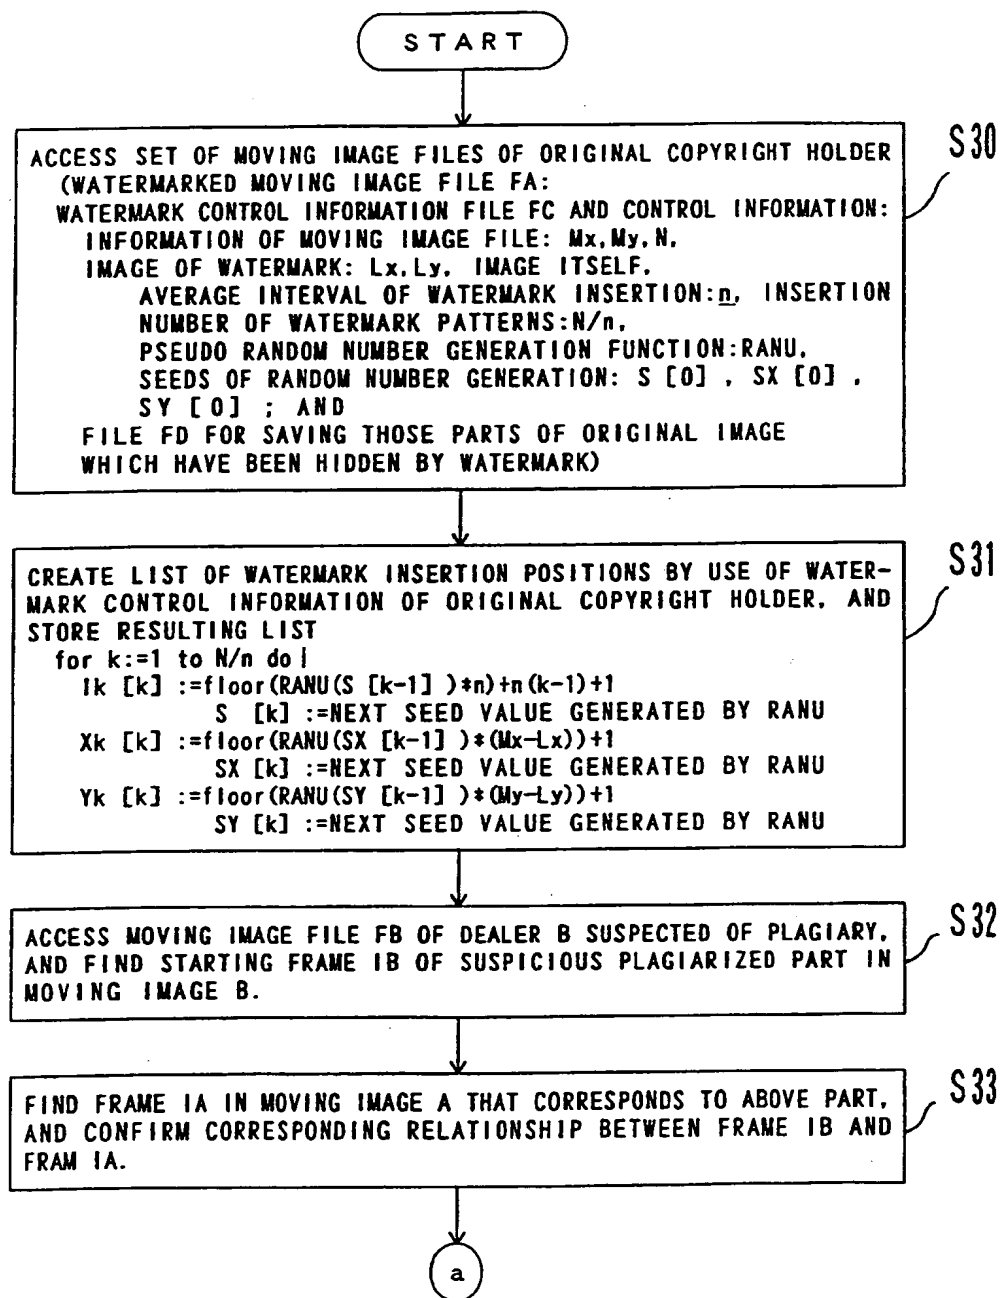 START
S30
ACCESS SET OF MOVING IMAGE FILES OF ORIGINAL COPYRIGHT HOLDER
(WATERMARKED MOVING IMAGE FILE FA:
WATERMARK CONTROL INFORMATION FILE FC AND CONTROL INFORMATION:
INFORMATION OF MOVING IMAGE FILE: Mx, My, N,
IMAGE OF WATERMARK: Lx, Ly, IMAGE ITSELF,
AVERAGE INTERVAL OF WATERMARK INSERTION:n, INSERTION
NUMBER OF WATERMARK PATTERNS:N/n,
PSEUDO RANDOM NUMBER GENERATION FUNCTION:RANU,
SEEDS OF RANDOM NUMBER GENERATION: S [0] , SX [0] ,
SY [0] ; AND
FILE FD FOR SAVING THOSE PARTS OF ORIGINAL IMAGE
WHICH HAVE BEEN HIDDEN BY WATERMARK)
S31
CREATE LIST OF WATERMARK INSERTION POSITIONS BY USE OF WATER-
MARK CONTROL INFORMATION OF ORIGINAL COPYRIGHT HOLDER, AND
STORE RESULTING LIST
for k:=1 to N/n do {
Ik [k] :=floor(RANU(S [k-1] )*n)+n(k-1)+1
S [k] :=NEXT SEED VALUE GENERATED BY RANU
Xk [k] :=floor(RANU(SX [k-1] )*(Mx-Lx))+1
SX [k] :=NEXT SEED VALUE GENERATED BY RANU
Yk [k] :=floor(RANU(SY [k-1] )*(My-Ly))+1
SY [k] :=NEXT SEED VALUE GENERATED BY RANU
S32
ACCESS MOVING IMAGE FILE FB OF DEALER B SUSPECTED OF PLAGIARY,
AND FIND STARTING FRAME IB OF SUSPICIOUS PLAGIARIZED PART IN
MOVING IMAGE B.
S33
FIND FRAME IA IN MOVING IMAGE A THAT CORRESPONDS TO ABOVE PART,
AND CONFIRM CORRESPONDING RELATIONSHIP BETWEEN FRAME IB AND
FRAM IA.
a